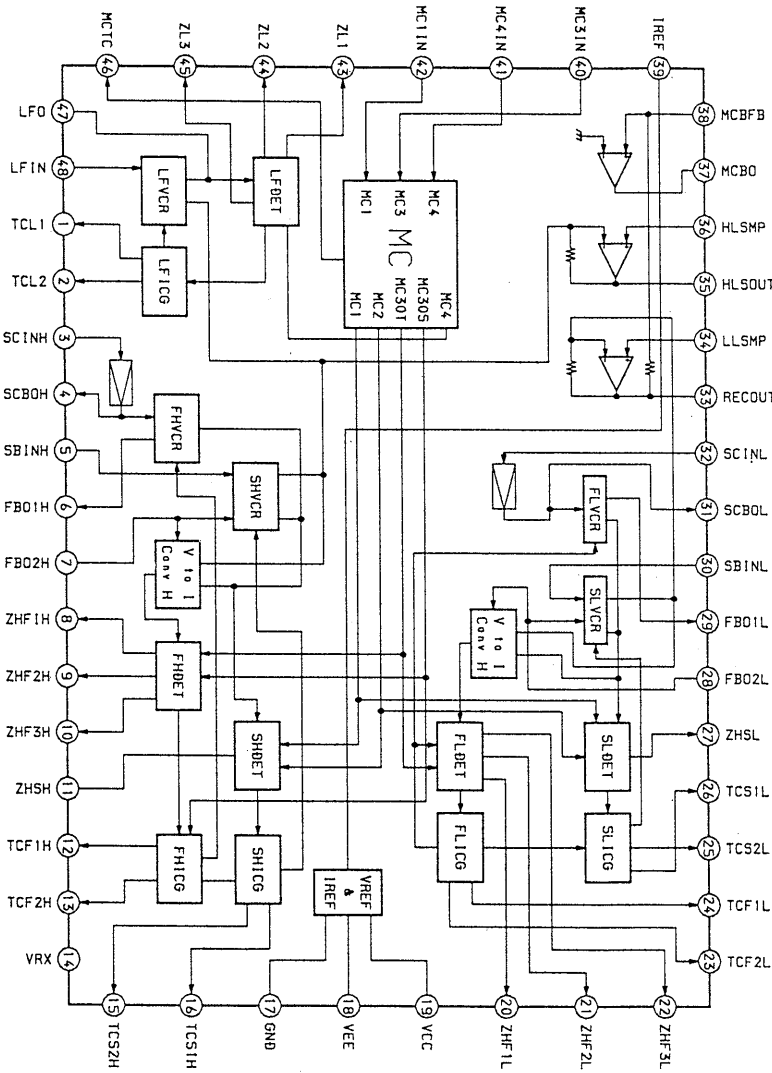 MCTC
ZL3
ZL2
ZL1
MC1IN
MC4IN
MC3IN
IREF
46
45
44
43
42
41
40
39
LFO
47
LFIN
48
TCL1
1
TCL2
2
SCINH
3
SCBOH
4
SBINH
5
FBO1H
6
FBO2H
7
ZHF1H
8
ZHF2H
9
ZHF3H
10
ZHSH
11
TCF1H
12
TCF2H
13
VRX
14
38
MCBFB
37
MCBO
36
HLSMP
35
HLSOUT
34
LLSMP
33
RECOUT
32
SCINL
31
SCBOL
30
SBINL
29
FBO1L
28
FBO2L
27
ZHSL
26
TCS1L
25
TCS2L
24
TCF1L
23
TCF2L
LFVCR
LFDET
LFICG
MC1
MC3
MC4
MC
MC1
MC2
MC3OT
MC3OS
MC4
FHVCR
SHVCR
V to I
Conv H
FHDET
SHDET
FHICG
SHICG
VREF
&
IREF
FLVCR
SLVCR
V to I
Conv H
FLDET
SLDET
FLICG
SLICG
15
16
17
18
19
20
21
22
TCS2H
TCS1H
GND
VEE
VCC
ZHF1L
ZHF2L
ZHF3L